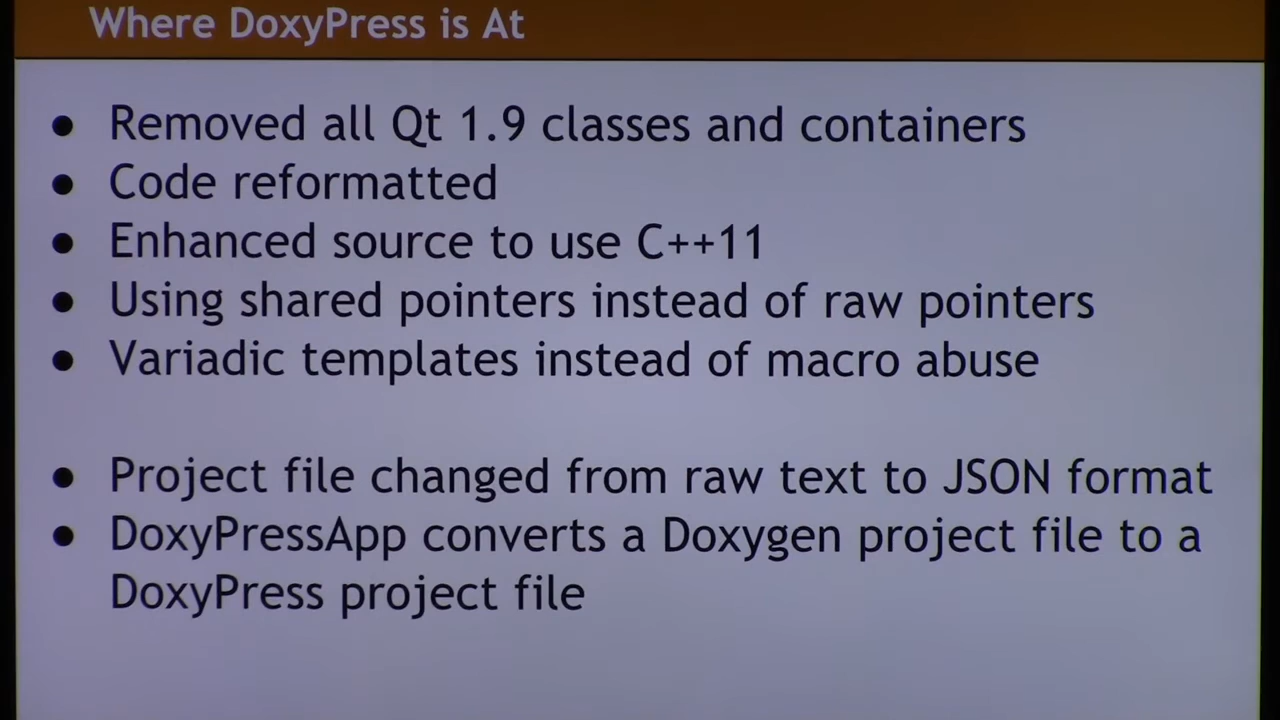 Where DoxyPress is At
● Removed all Qt 1.9 classes and containers
● Code reformatted
● Enhanced source to use C++11
● Using shared pointers instead of raw pointers
● Variadic templates instead of macro abuse
● Project file changed from raw text to JSON format
● DoxyPressApp converts a Doxygen project file to a
DoxyPress project file